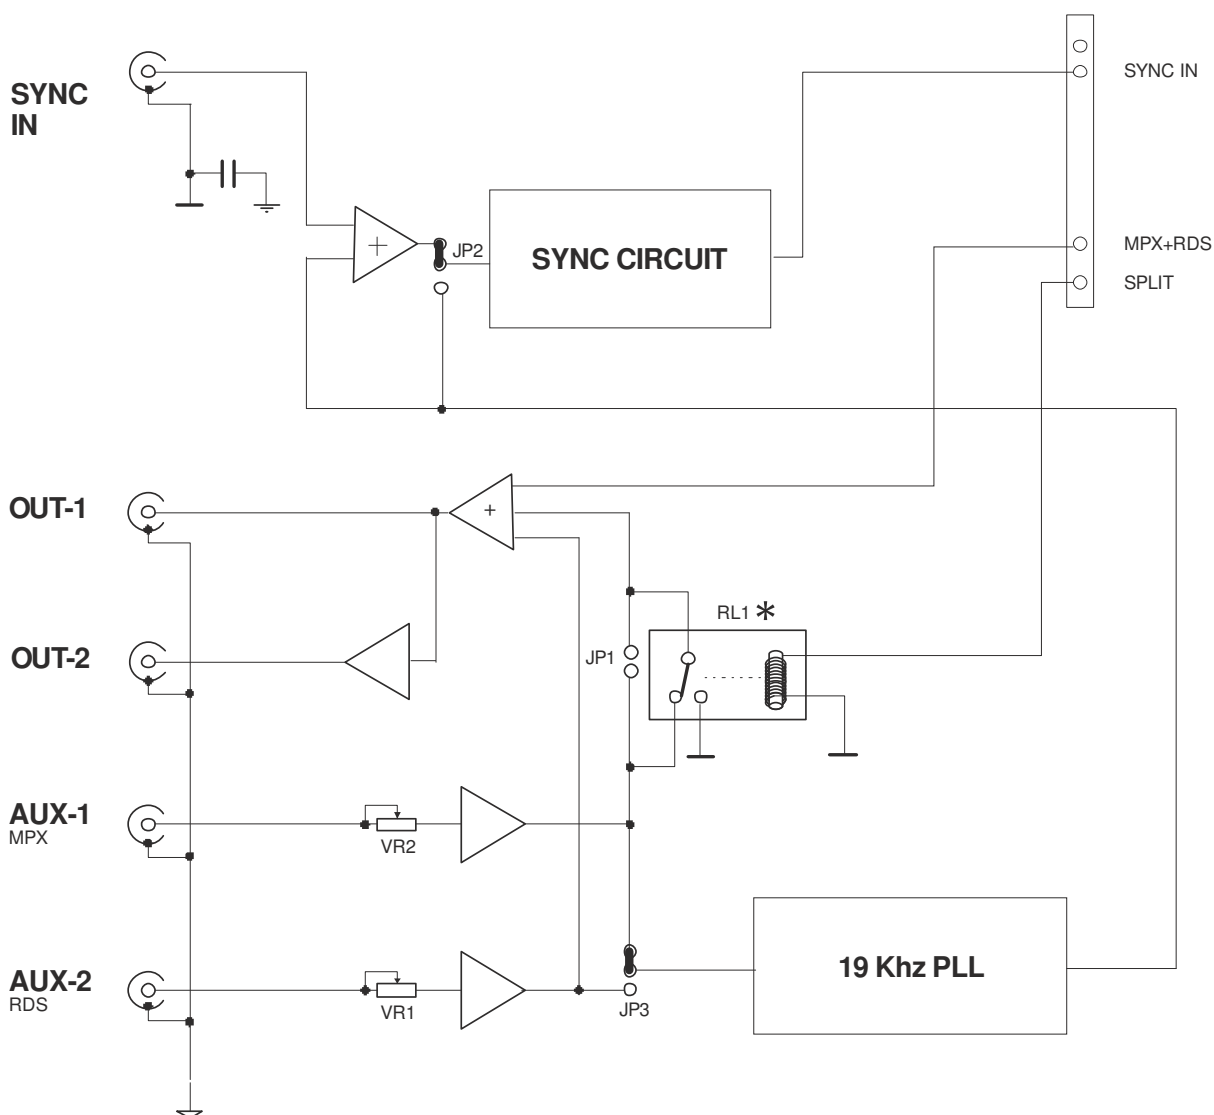 SYNC
IN
SYNC IN
JP2
SYNC CIRCUIT
MPX+RDS
SPLIT
OUT-1
+
RL1 *
OUT-2
JP1
AUX-1
MPX
VR2
AUX-2
RDS
VR1
JP3
19 Khz PLL